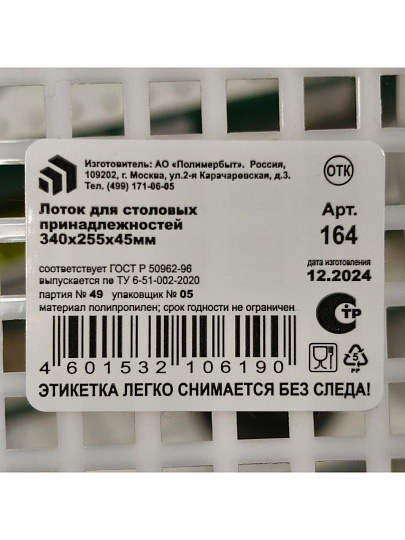 Изготовитель: АО «Полимербыт». Россия,
109202, г. Москва, ул.2-я Карачаровская, д.3.
Тел. (499) 171-06-05
ОТК
Лоток для столовых
принадлежностей
340х255х45мм
Арт.
164
соответствует ГОСТ Р 50962-96
выпускается по ТУ 6-51-002-2020
партия № 49 упаковщик № 05
материал полипропилен; срок годности не ограничен
дата изготовления
12.2024
СТР
4 601532 106190
5
PP
ЭТИКЕТКА ЛЕГКО СНИМАЕТСЯ БЕЗ СЛЕДА!